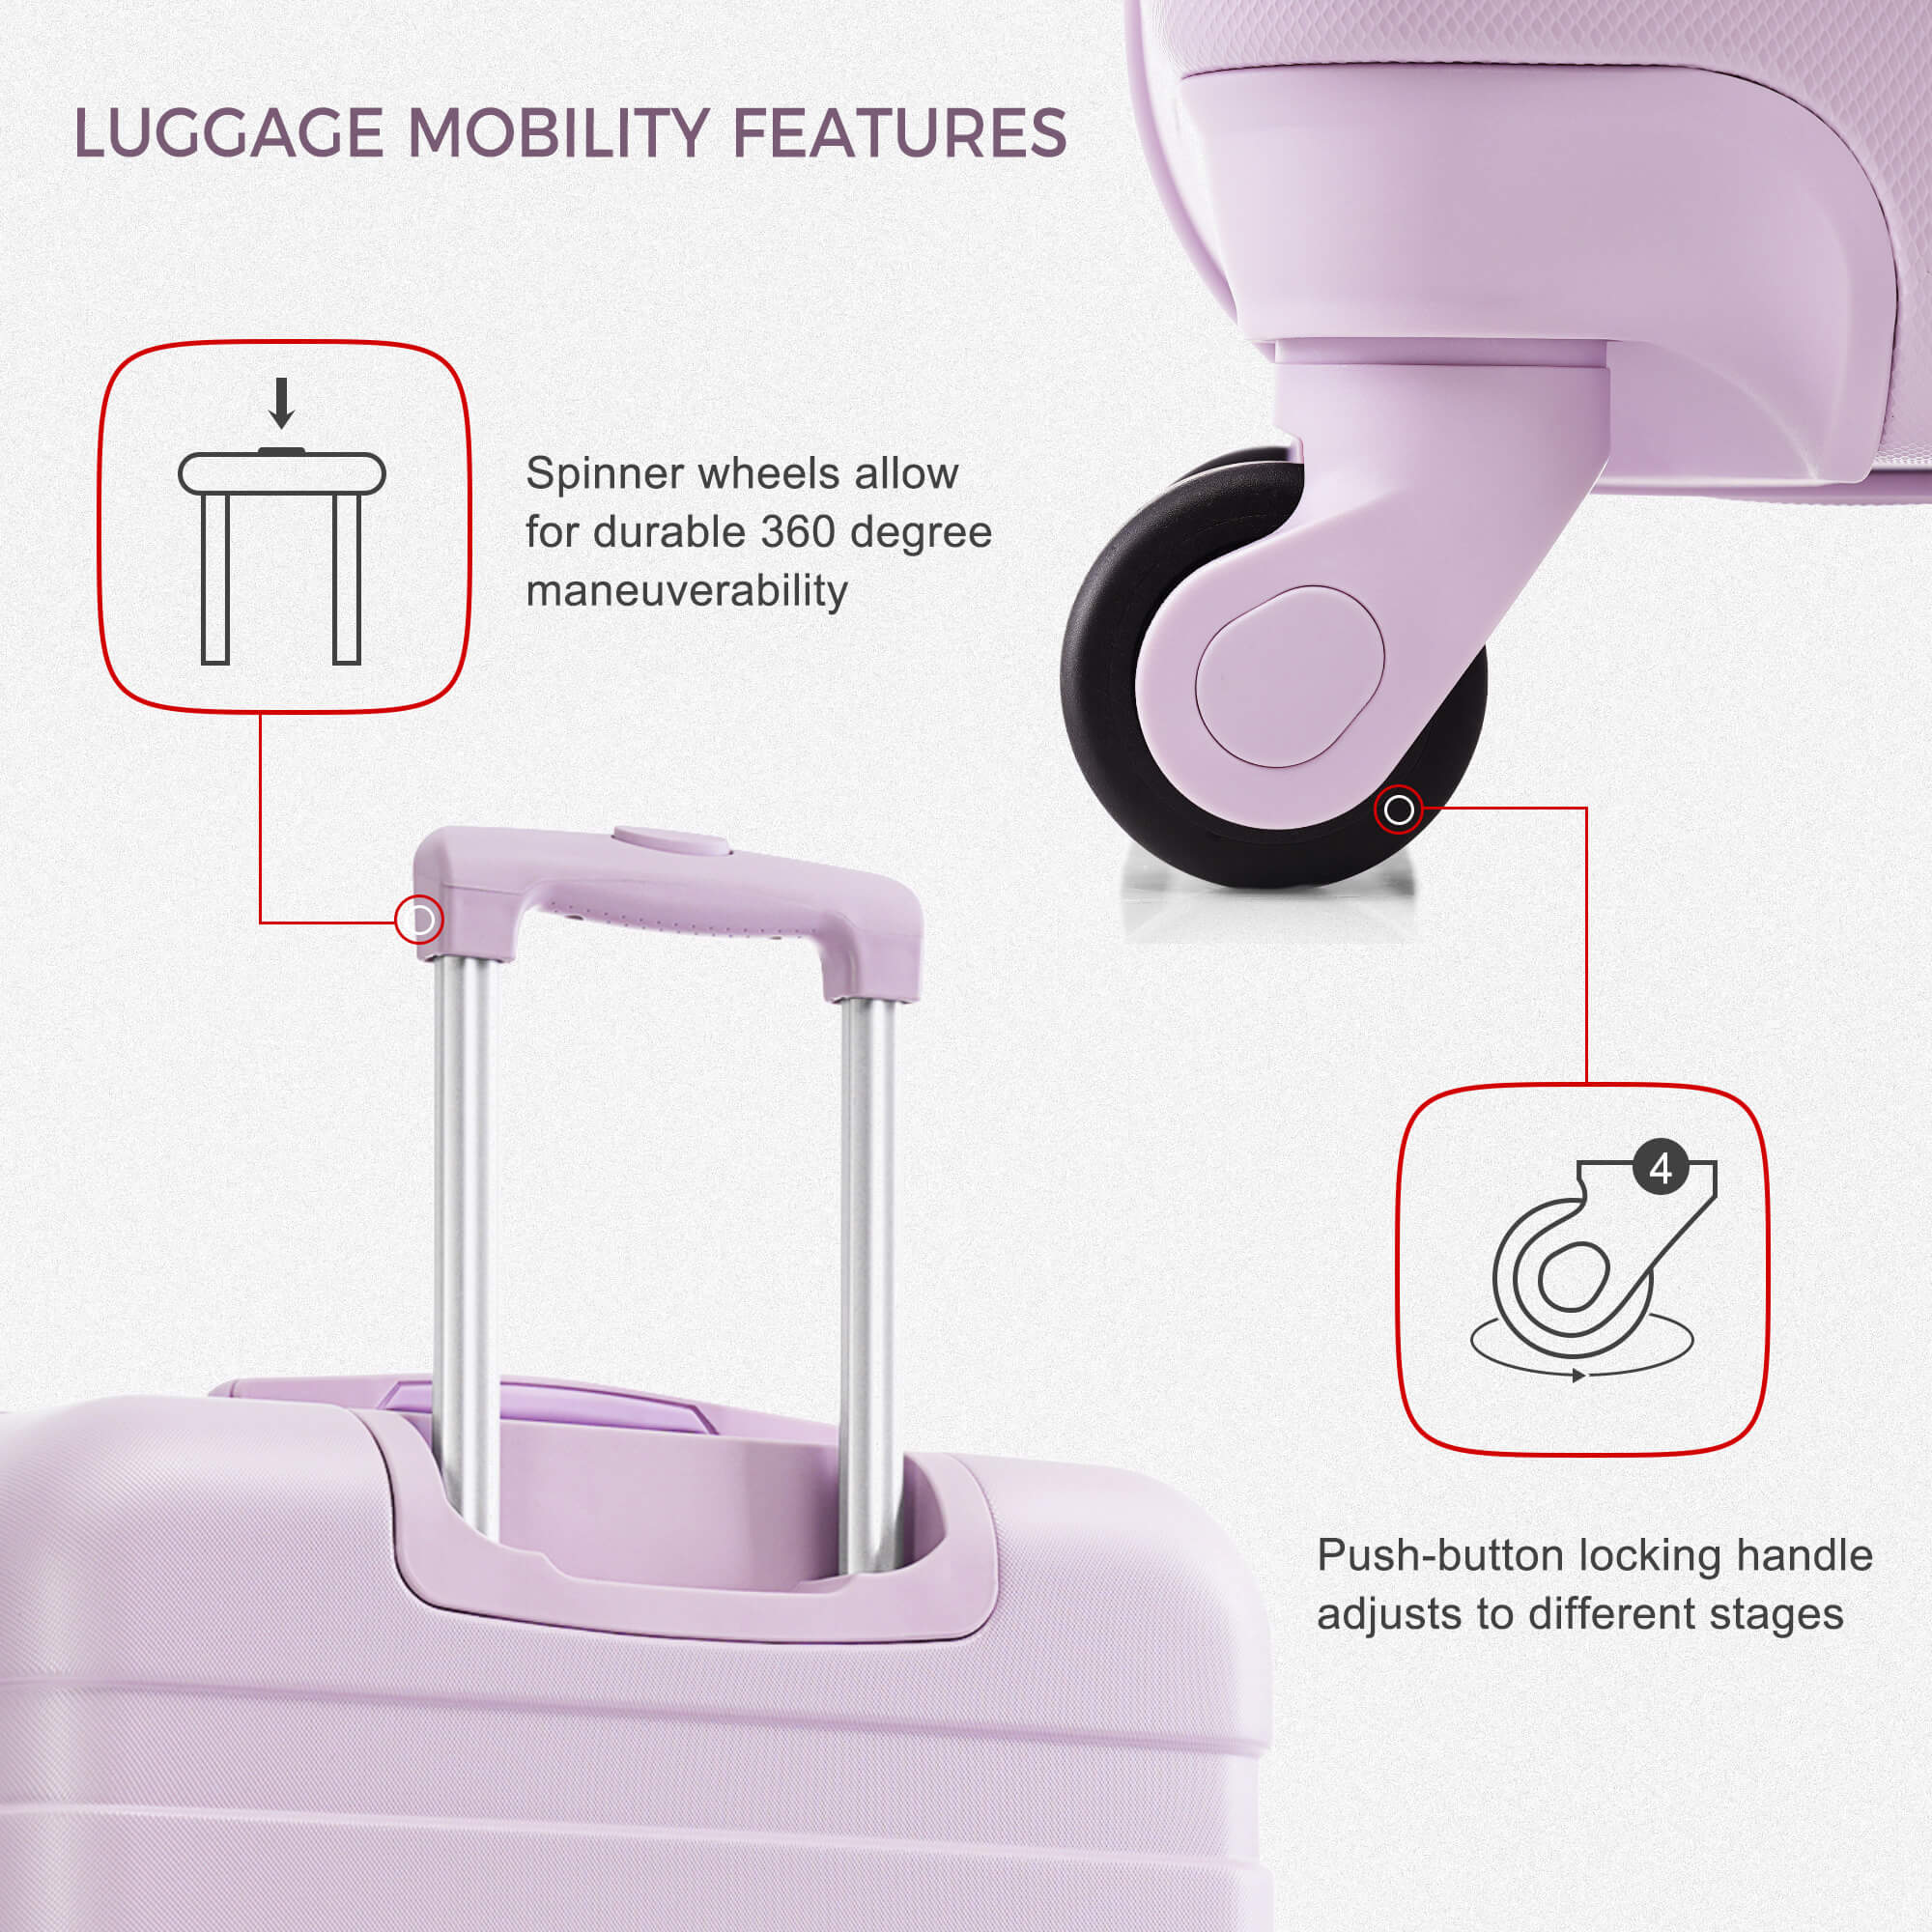 LUGGAGE MOBILITY FEATURES
Spinner wheels allow
for durable 360 degree
maneuverability
4
Push-button locking handle
adjusts to different stages